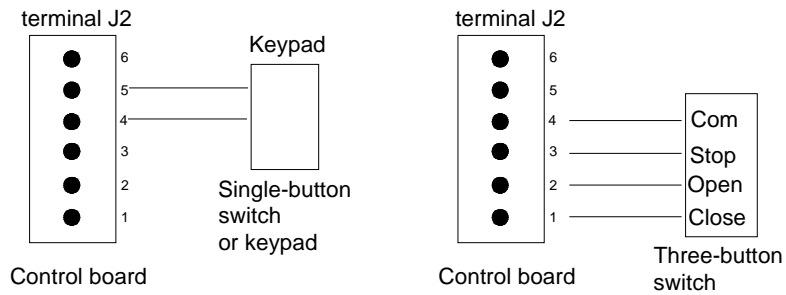 terminal J2
6
5
4
3
2
1
Keypad
Single-button
switch
or keypad
Control board
terminal J2
6
5
4
3
2
1
Com
Stop
Open
Close
Three-button
switch
Control board